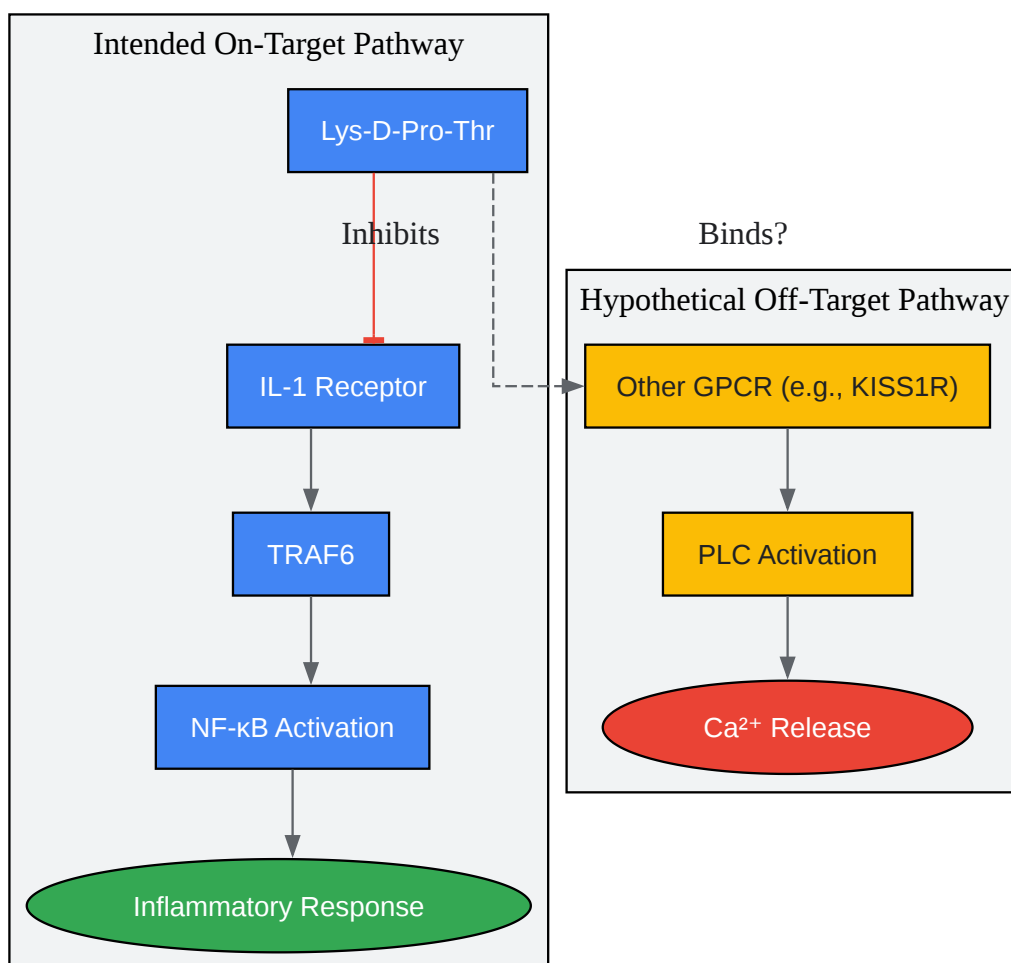 Intended On-Target Pathway
Lys-D-Pro-Thr
Inhibits
IL-1 Receptor
TRAF6
NF-κB Activation
Inflammatory Response
Binds?
Hypothetical Off-Target Pathway
Other GPCR (e.g., KISS1R)
PLC Activation
Ca²⁺ Release